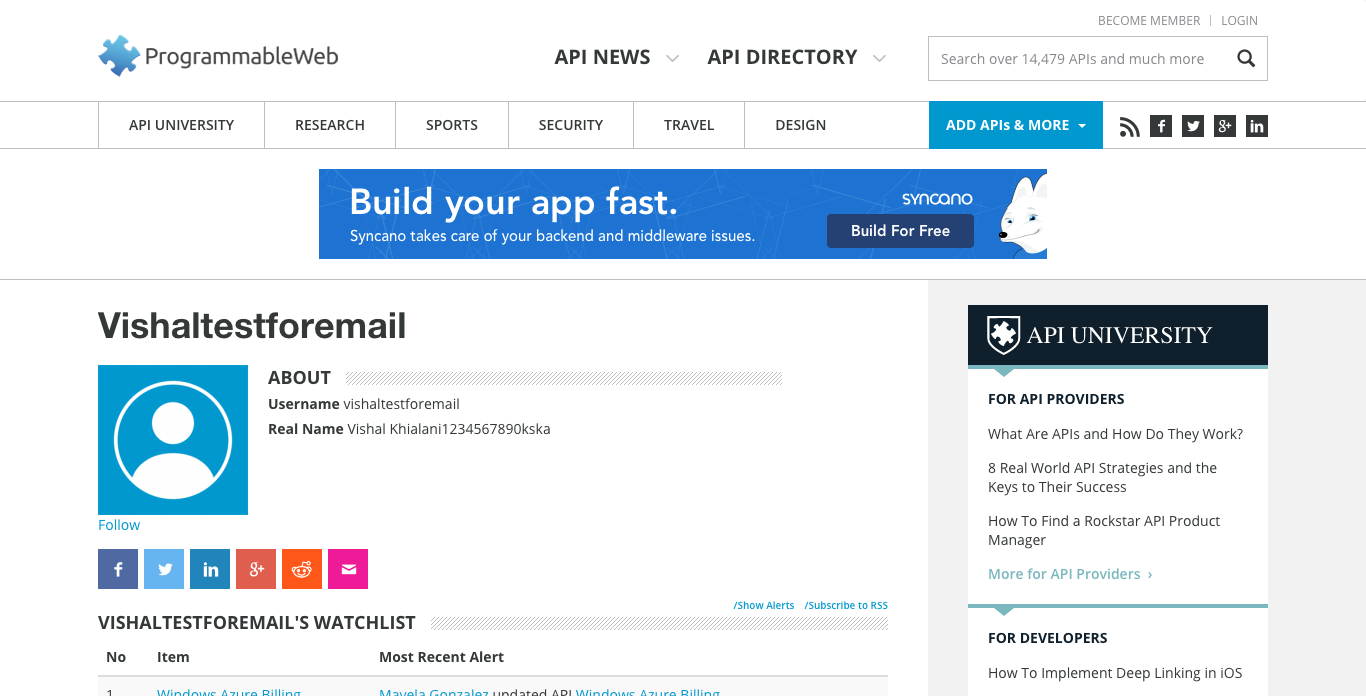 BECOME MEMBER | LOGIN
ProgrammableWeb
API NEWS API DIRECTORY
Search over 14,479 APIs and much more
API UNIVERSITY RESEARCH SPORTS SECURITY TRAVEL DESIGN ADD APIs & MORE
Build your app fast.
Syncano takes care of your backend and middleware issues.
syncano
Build For Free
Vishaltestforemail
ABOUT
Username vishaltestforemail
Real Name Vishal Khialani1234567890kska
Follow
/Show Alerts /Subscribe to RSS
VISHALTESTFOREMAIL'S WATCHLIST
No Item Most Recent Alert
1 Windows Azure Billing Mayela Gonzalez updated API Windows Azure Billing
API UNIVERSITY
FOR API PROVIDERS
What Are APIs and How Do They Work?
8 Real World API Strategies and the
Keys to Their Success
How To Find a Rockstar API Product
Manager
More for API Providers ›
FOR DEVELOPERS
How To Implement Deep Linking in iOS